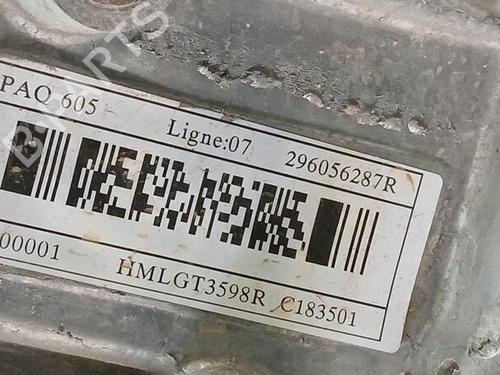 PAQ 605
Ligne:07
296056287R
00001
HMLGT3598R
C183501